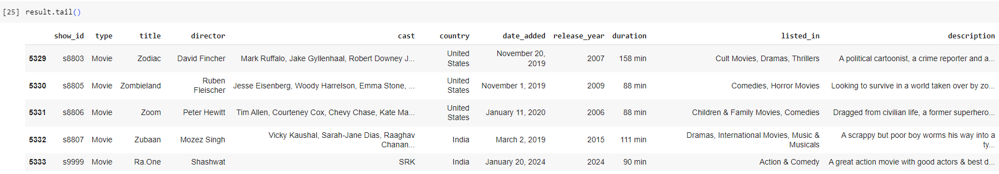 [25] result.tail()
show_id type title director cast country date_added release_year duration listed_in description
5329 s8803 Movie Zodiac David Fincher Mark Ruffalo, Jake Gyllenhaal, Robert Downey J... United States November 20, 2019 2007 158 min Cult Movies, Dramas, Thrillers A political cartoonist, a crime reporter and a...
5330 s8805 Movie Zombieland Ruben Fleischer Jesse Eisenberg, Woody Harrelson, Emma Stone, ... United States November 1, 2019 2009 88 min Comedies, Horror Movies Looking to survive in a world taken over by zo...
5331 s8806 Movie Zoom Peter Hewitt Tim Allen, Courteney Cox, Chevy Chase, Kate Ma... United States January 11, 2020 2006 88 min Children & Family Movies, Comedies Dragged from civilian life, a former superhero...
5332 s8807 Movie Zubaan Mozez Singh Vicky Kaushal, Sarah-Jane Dias, Raaghav Chanan... India March 2, 2019 2015 111 min Dramas, International Movies, Music & Musicals A scrappy but poor boy worms his way into a ty...
5333 s9999 Movie Ra.One Shashwat SRK India January 20, 2024 2024 90 min Action & Comedy A great action movie with good actors & best d...